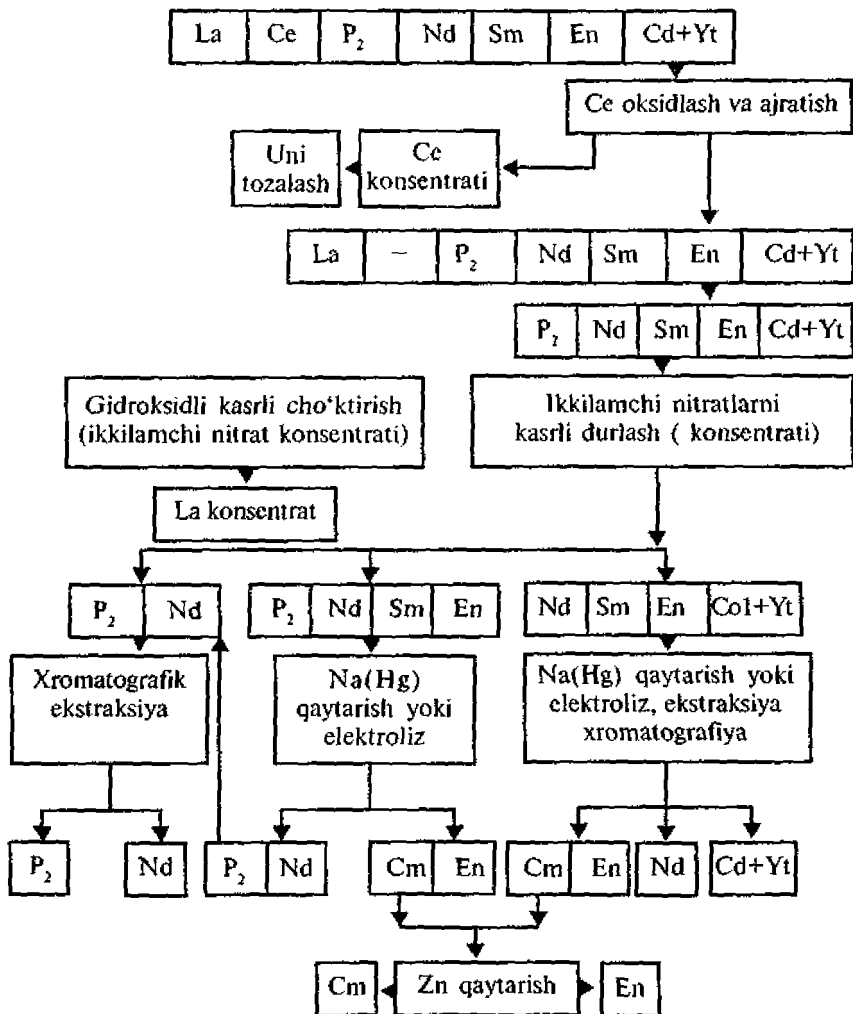 La Ce P₂ Nd Sm En Cd+Yt
Ce oksidlash va ajratish
Uni
tozalash
Ce
konsentrati
La – P₂ Nd Sm En Cd+Yt
P₂ Nd Sm En Cd+Yt
Gidroksidli kasrli cho‘ktirish
(ikkilamchi nitrat konsentrati)
Ikkilamchi nitratlarni
kasrli durlash ( konsentrati)
La konsentrat
P₂ Nd
P₂ Nd Sm En
Nd Sm En Co1+Yt
Xromatografik
ekstraksiya
Na(Hg)
qaytarish yoki
elektroliz
Na(Hg) qaytarish yoki
elektroliz, ekstraksiya
xromatografiya
P₂ Nd P₂ Nd Cm En Cm En Nd Cd+Yt
Cm Zn qaytarish En